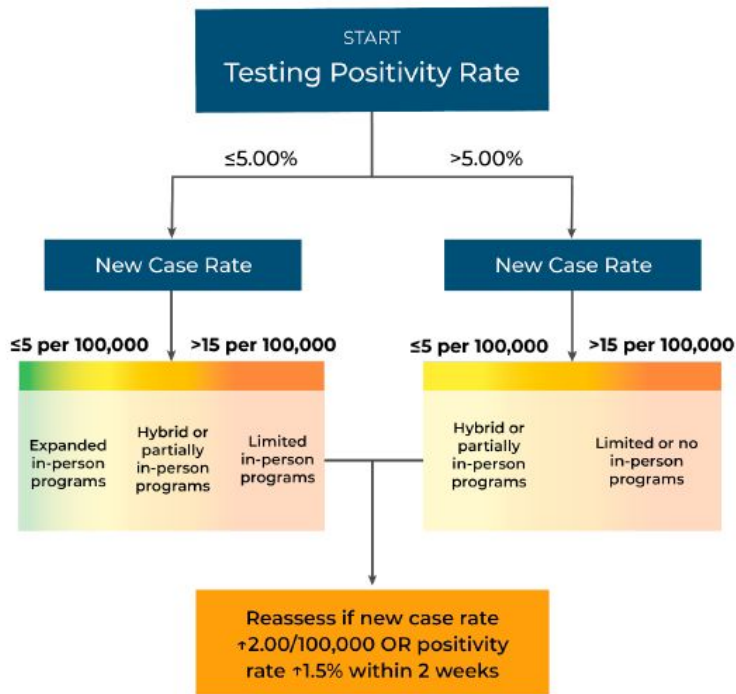 START
Testing Positivity Rate
≤5.00%
>5.00%
New Case Rate
New Case Rate
≤5 per 100,000
>15 per 100,000
≤5 per 100,000
>15 per 100,000
Expanded
in-person
programs
Hybrid or
partially
in-person
programs
Limited
in-person
programs
Hybrid or
partially
in-person
programs
Limited or no
in-person
programs
Reassess if new case rate
↑2.00/100,000 OR positivity
rate ↑1.5% within 2 weeks